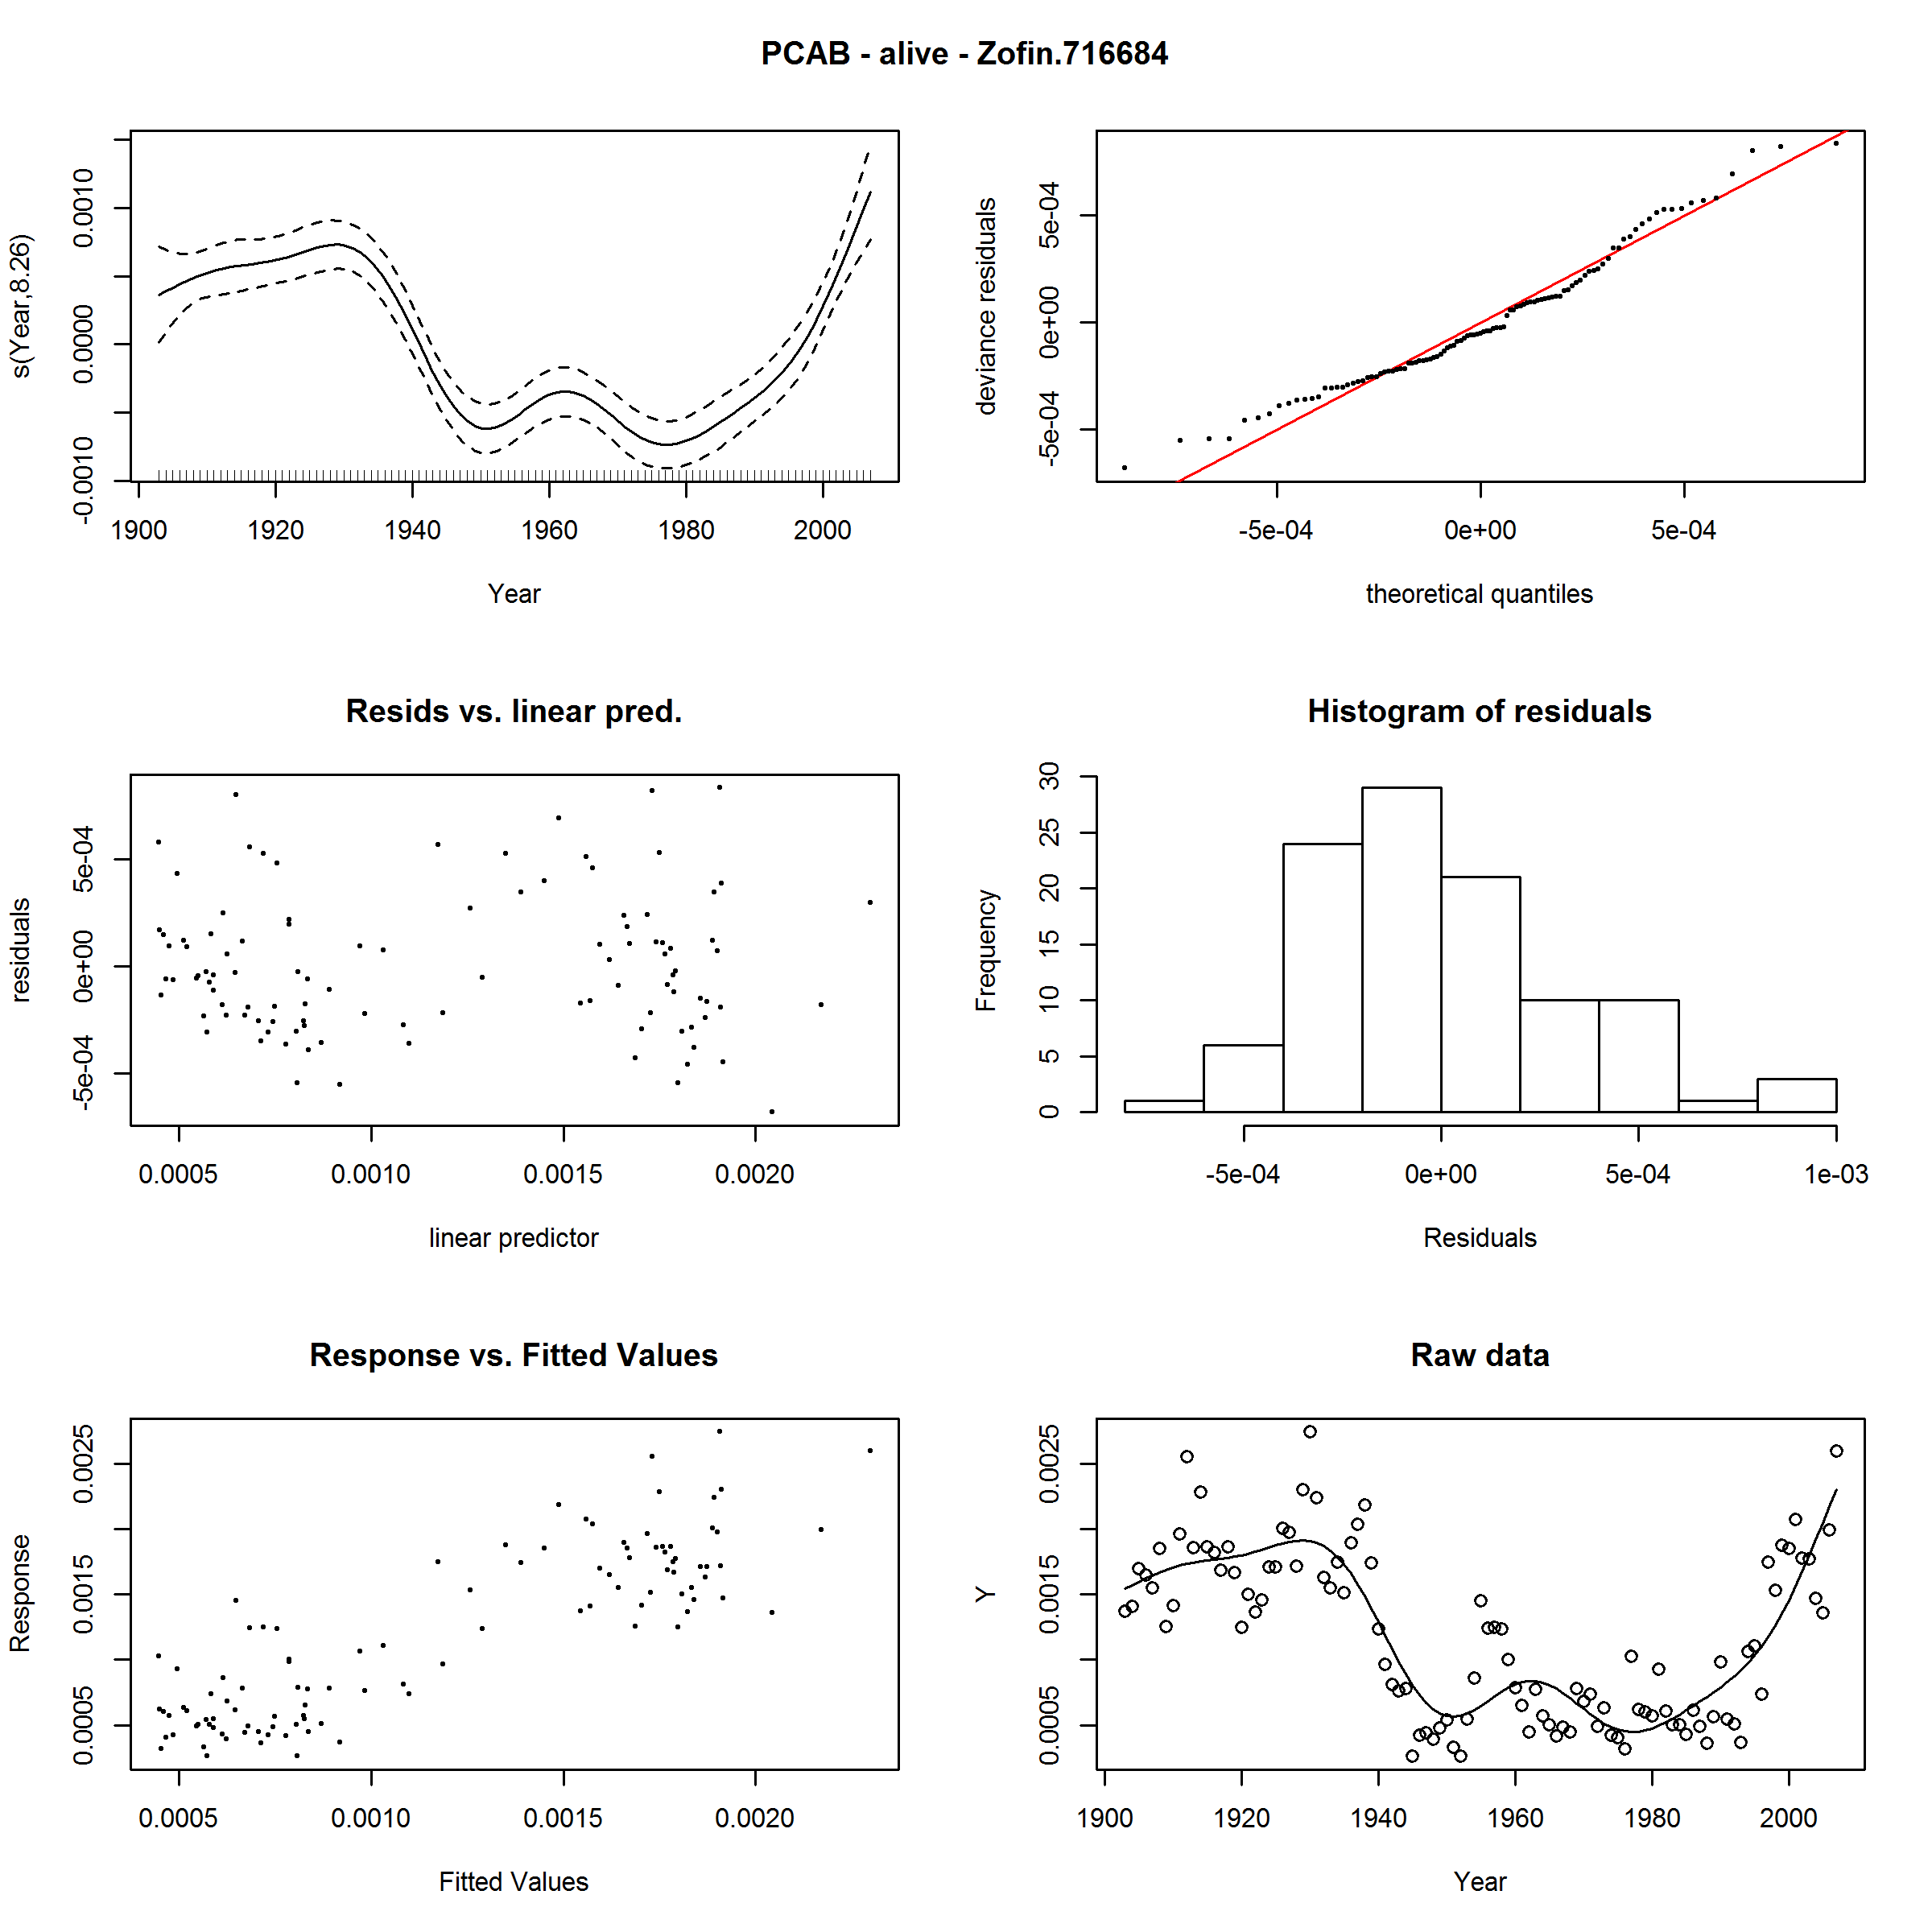 PCAB - alive - Zofin.716684
s(Year,8.26)
-0.0010 0.0000 0.0010
1900 1920 1940 1960 1980 2000
Year
deviance residuals
-5e-04 0e+00 5e-04
-5e-04 0e+00 5e-04
theoretical quantiles
Resids vs. linear pred.
residuals
-5e-04 0e+00 5e-04
0.0005 0.0010 0.0015 0.0020
linear predictor
Histogram of residuals
Frequency
0 5 10 15 20 25 30
-5e-04 0e+00 5e-04 1e-03
Residuals
Response vs. Fitted Values
Response
0.0005 0.0015 0.0025
0.0005 0.0010 0.0015 0.0020
Fitted Values
Raw data
Y
0.0005 0.0015 0.0025
1900 1920 1940 1960 1980 2000
Year